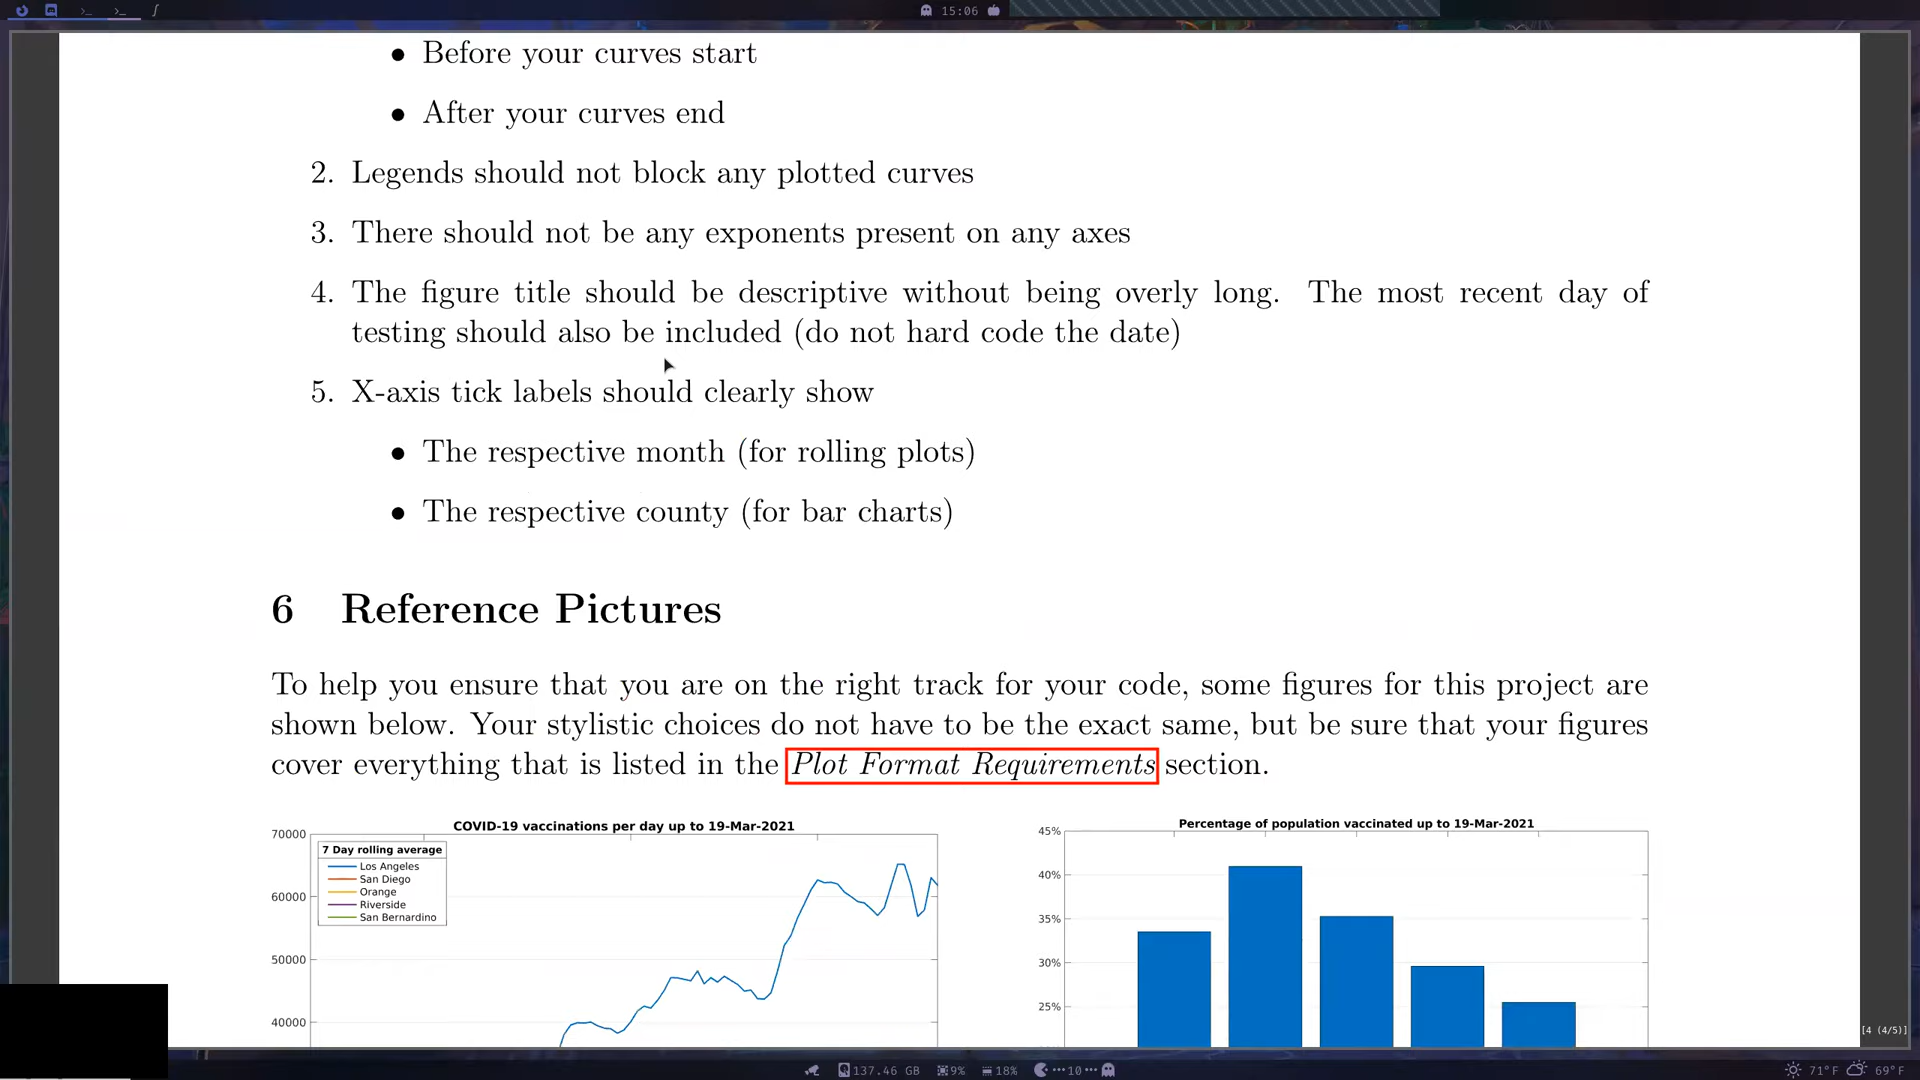 15:06
• Before your curves start
• After your curves end
2. Legends should not block any plotted curves
3. There should not be any exponents present on any axes
4. The figure title should be descriptive without being overly long. The most recent day of
testing should also be included (do not hard code the date)
5. X-axis tick labels should clearly show
• The respective month (for rolling plots)
• The respective county (for bar charts)
6 Reference Pictures
To help you ensure that you are on the right track for your code, some figures for this project are
shown below. Your stylistic choices do not have to be the exact same, but be sure that your figures
cover everything that is listed in the Plot Format Requirements section.
COVID-19 vaccinations per day up to 19-Mar-2021
70000
60000
50000
40000
7 Day rolling average
Los Angeles
San Diego
Orange
Riverside
San Bernardino
Percentage of population vaccinated up to 19-Mar-2021
45%
40%
35%
30%
25%
[4 (4/5)]
137.46 GB 9% 18% 10 71°F 69°F